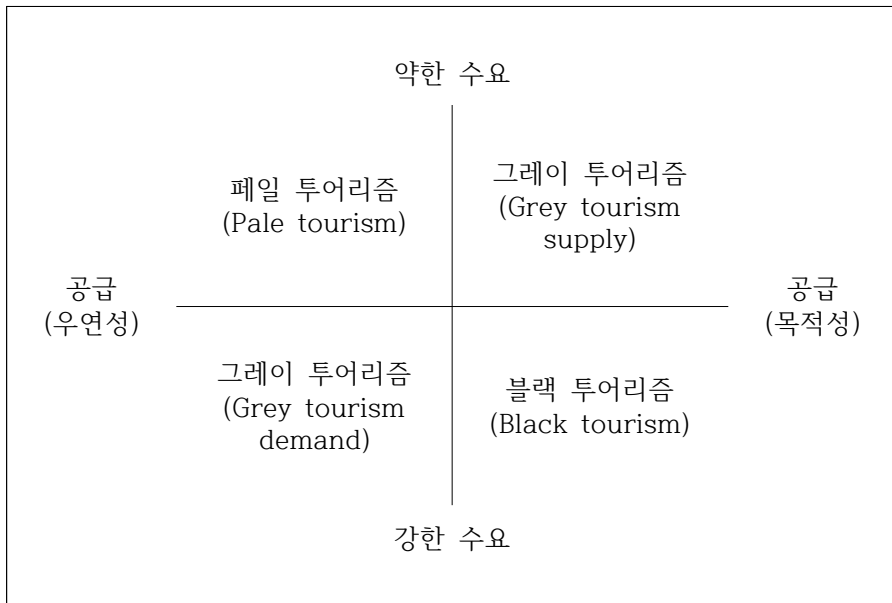 약한 수요
페일 투어리즘
(Pale tourism)
그레이 투어리즘
(Grey tourism
supply)
공급
(우연성)
공급
(목적성)
그레이 투어리즘
(Grey tourism
demand)
블랙 투어리즘
(Black tourism)
강한 수요